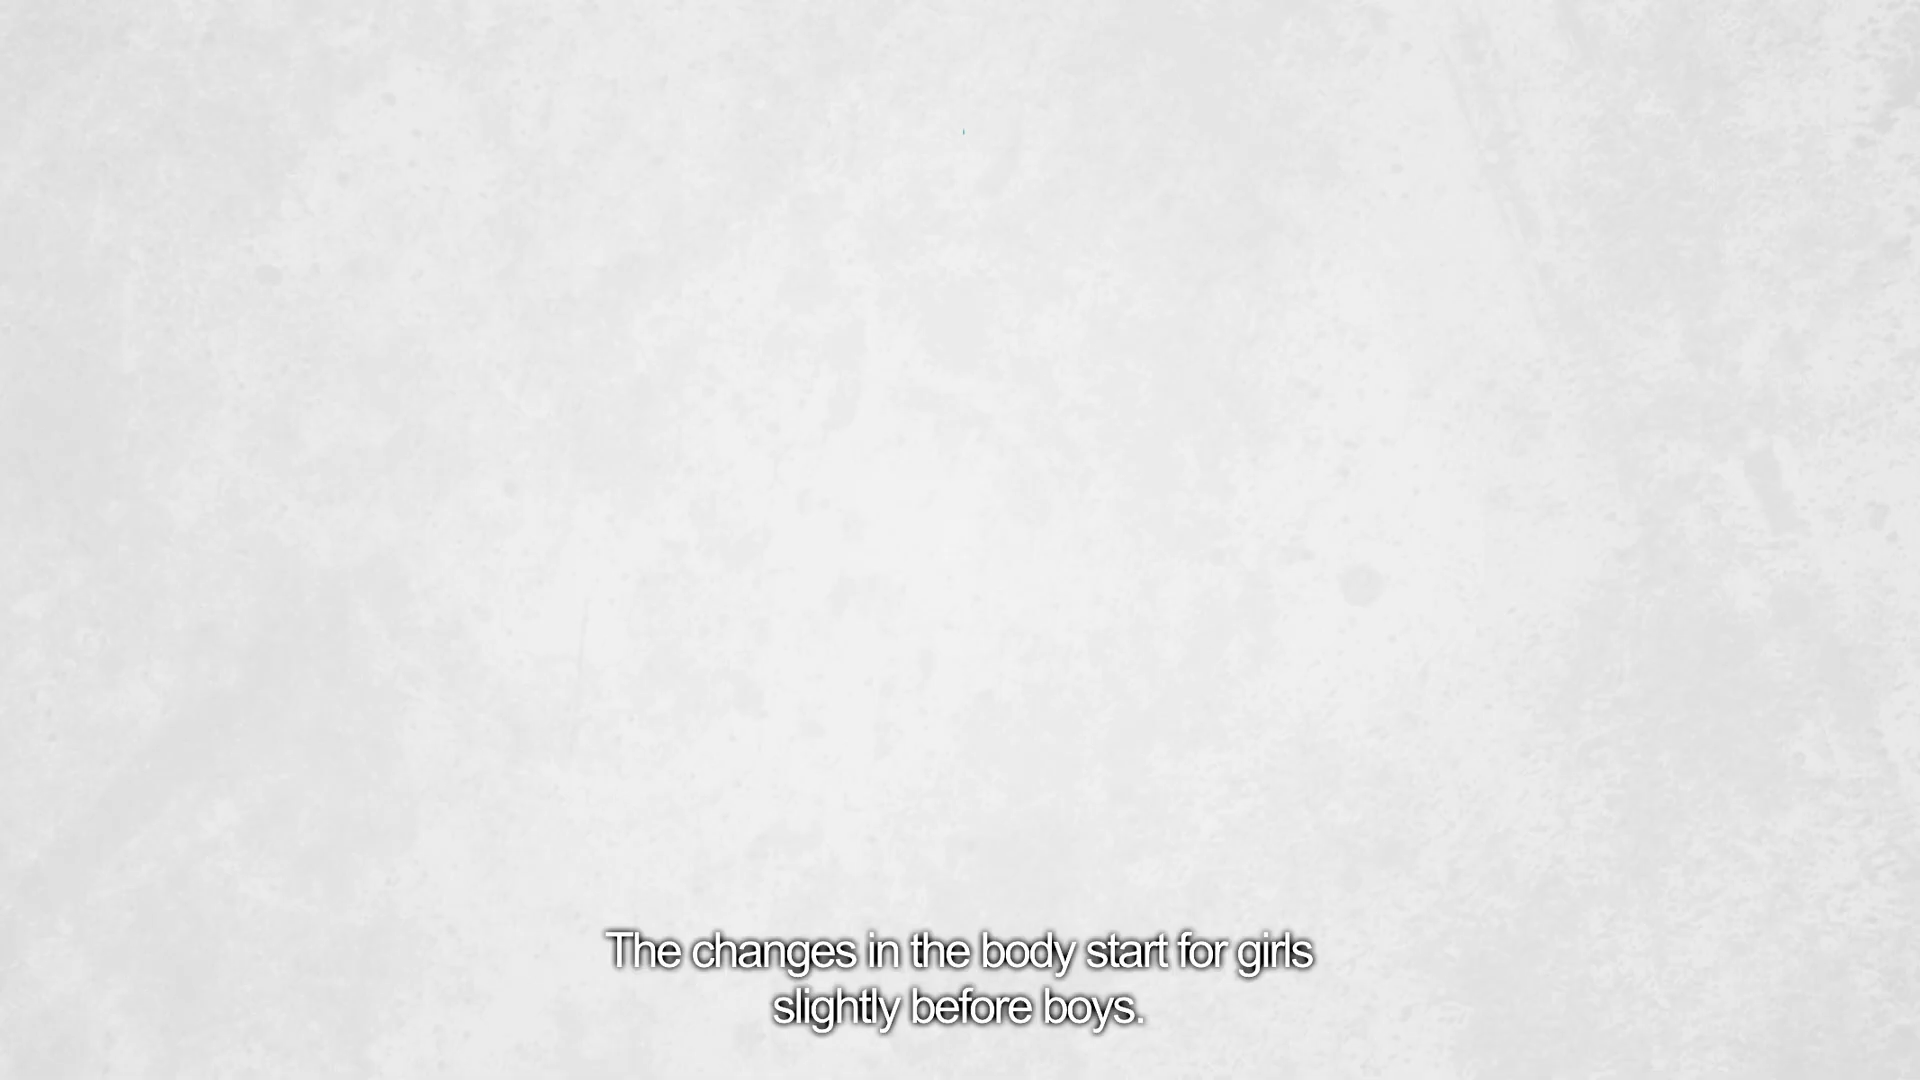 The changes in the body start for girls
slightly before boys.